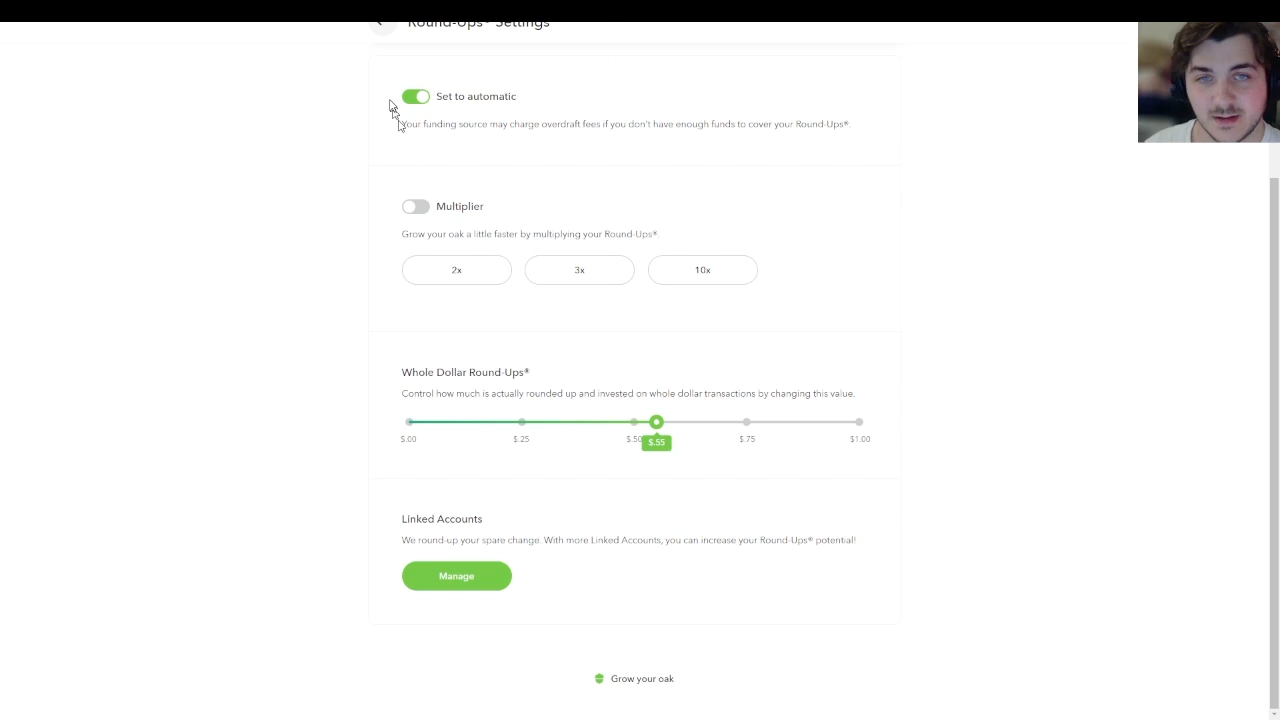 Round-Ups® Settings
Set to automatic
Your funding source may charge overdraft fees if you don't have enough funds to cover your Round-Ups®.
Multiplier
Grow your oak a little faster by multiplying your Round-Ups®.
2x 3x 10x
Whole Dollar Round-Ups®
Control how much is actually rounded up and invested on whole dollar transactions by changing this value.
$.00 $.25 $.50 $.55 $.75 $1.00
Linked Accounts
We round-up your spare change. With more Linked Accounts, you can increase your Round-Ups® potential!
Manage
Grow your oak